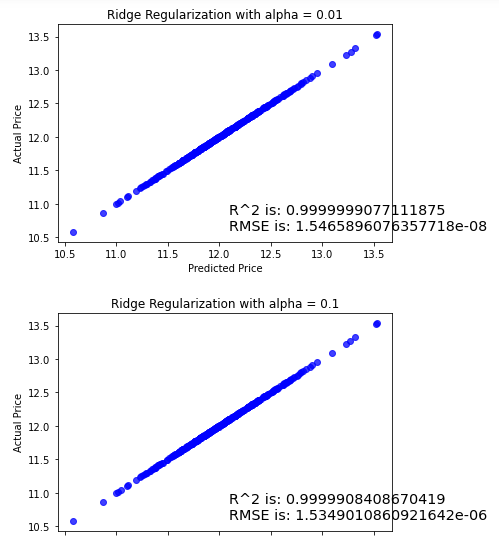 Ridge Regularization with alpha = 0.01
13.5
13.0
12.5
12.0
11.5
11.0
10.5
Actual Price
R^2 is: 0.9999999077111875
RMSE is: 1.5465896076357718e-08
10.5 11.0 11.5 12.0 12.5 13.0 13.5
Predicted Price
Ridge Regularization with alpha = 0.1
13.5
13.0
12.5
12.0
11.5
11.0
10.5
Actual Price
R^2 is: 0.9999908408670419
RMSE is: 1.5349010860921642e-06